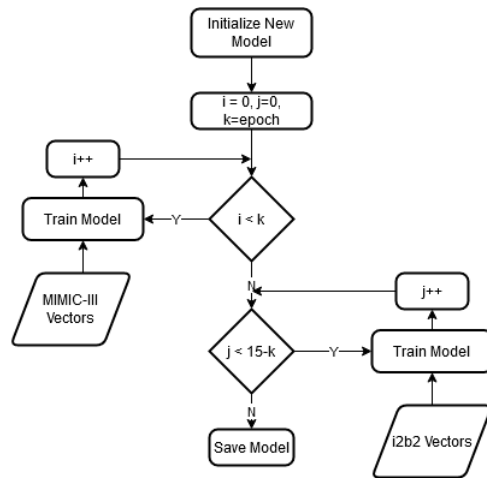 Initialize New
Model
i = 0, j=0,
k=epoch
i++
Train Model
Y
i < k
MIMIC-III
Vectors
N
j++
j < 15-k
Y
Train Model
N
Save Model
i2b2 Vectors